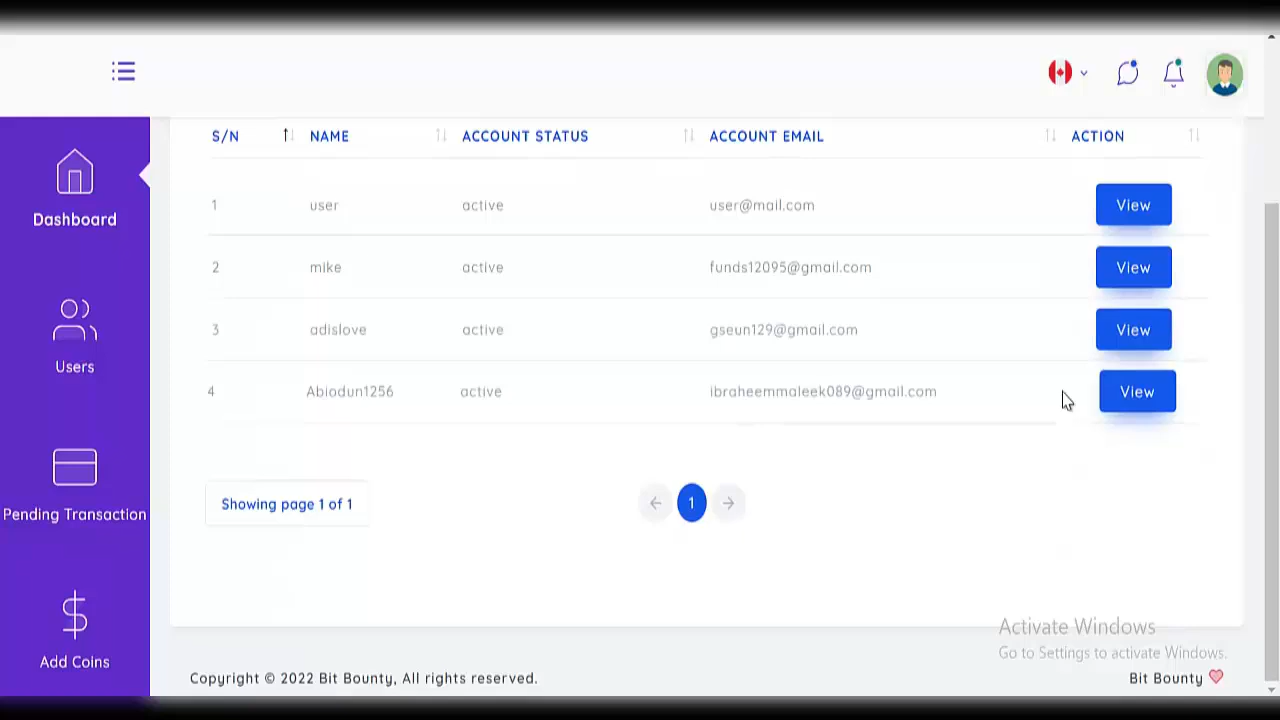 S/N NAME ACCOUNT STATUS ACCOUNT EMAIL ACTION
1 user active user@mail.com View
2 mike active funds12095@gmail.com View
3 adislove active gseun129@gmail.com View
4 Abiodun1256 active ibraheemmaleek089@gmail.com View
Showing page 1 of 1
1
Dashboard
Users
Pending Transaction
Add Coins
Activate Windows
Go to Settings to activate Windows.
Copyright © 2022 Bit Bounty, All rights reserved.
Bit Bounty